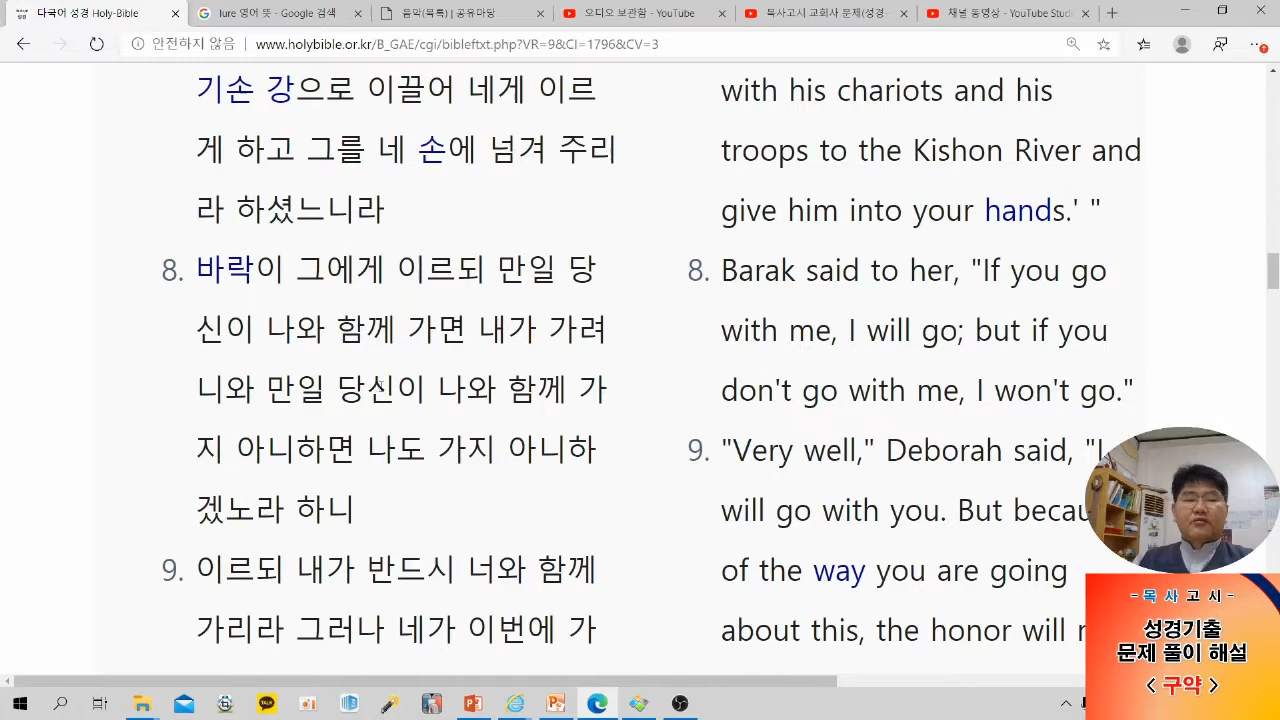 다국어 성경 Holy-Bible
lure 영어 뜻 - Google 검색
음악(목록) | 공유마당
오디오 보관함 - YouTube
목사고시 교회사 문제(성경-
채널 동영상 - YouTube Stud
안전하지 않음
www.holybible.or.kr/B_GAE/cgi/bibleftxt.php?VR=9&CI=1796&CV=3
기손 강으로 이끌어 네게 이르
게 하고 그를 네 손에 넘겨 주리
라 하셨느니라
8. 바락이 그에게 이르되 만일 당
신이 나와 함께 가면 내가 가려
니와 만일 당신이 나와 함께 가
지 아니하면 나도 가지 아니하
겠노라 하니
9. 이르되 내가 반드시 너와 함께
가리라 그러나 네가 이번에 가
with his chariots and his
troops to the Kishon River and
give him into your hands.' "
8. Barak said to her, "If you go
with me, I will go; but if you
don't go with me, I won't go."
9. "Very well," Deborah said, "I
will go with you. But becau
of the way you are going
about this, the honor will
- 목 사 고 시 -
성경기출
문제 풀이 해설
< 구약 >